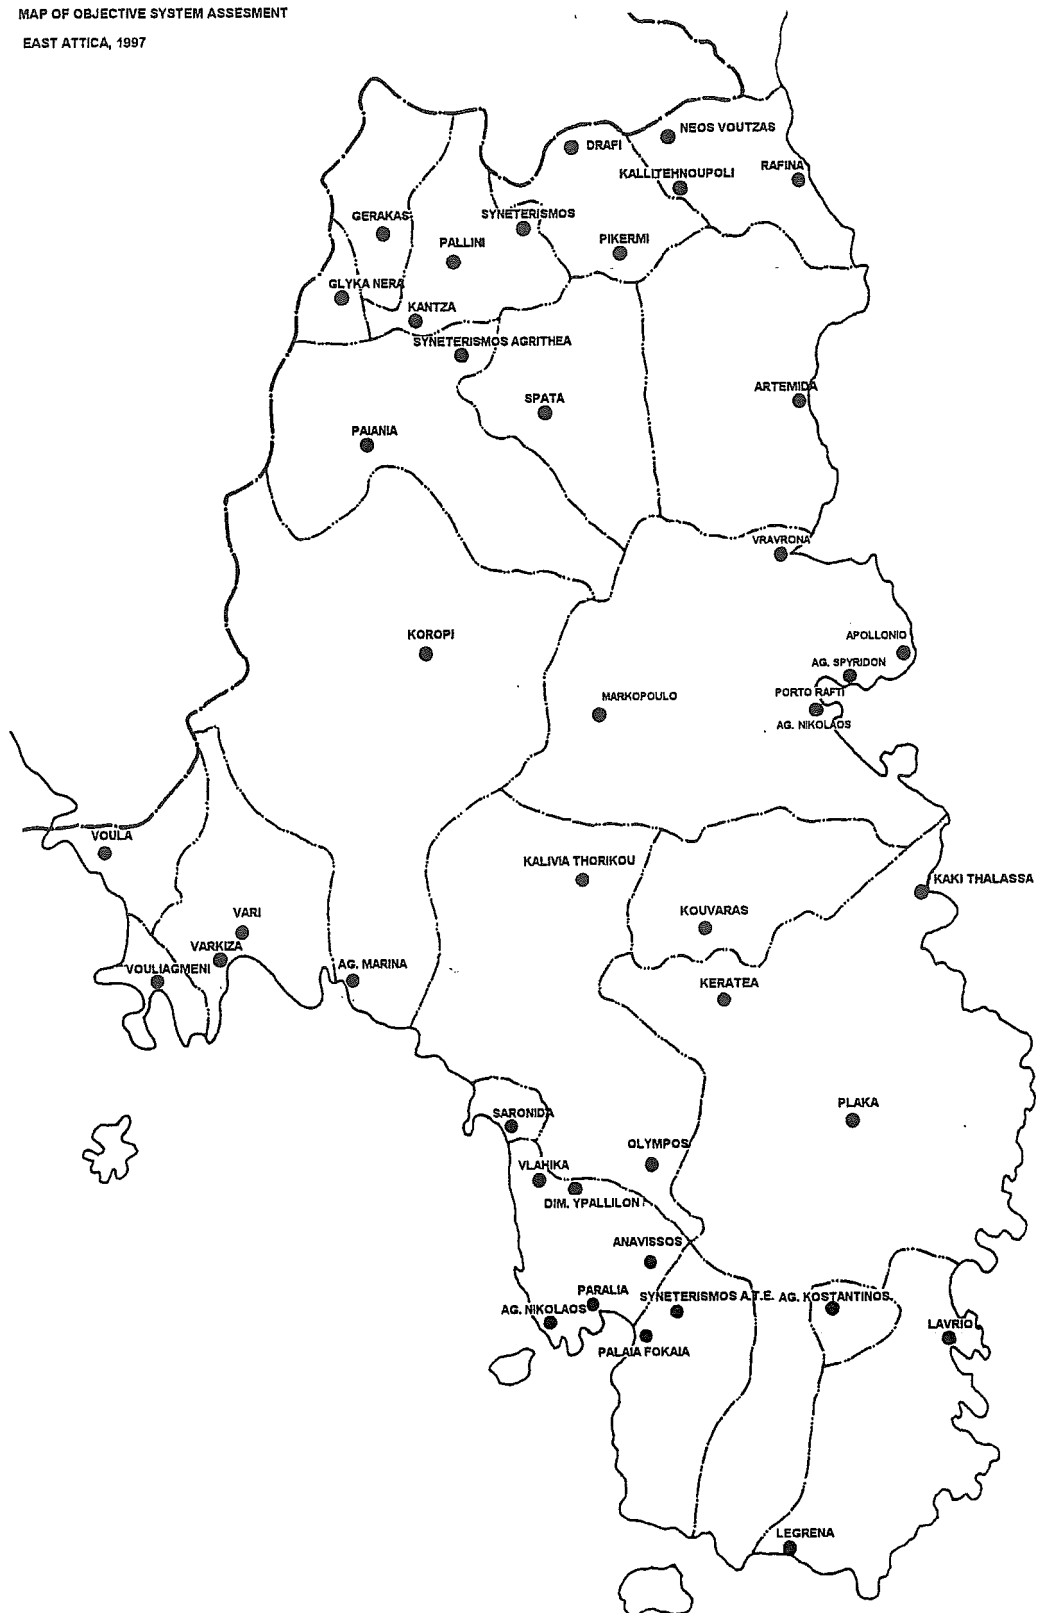 MAP OF OBJECTIVE SYSTEM ASSESMENT
EAST ATTICA, 1997
NEOS VOUTZAS
DRAFI
RAFINA
KALLITEHNOUPOLI
GERAKAS
SYNETERISMOS
PALLINI
PIKERMI
GLYKA NERA
KANTZA
SYNETERISMOS AGRITHEA
ARTEMIDA
SPATA
PAIANIA
VRAVRONA
KOROPI
APOLLONIO
AG. SPYRIDON
MARKOPOULO
PORTO RAFTI
AG. NIKOLAOS
VOULA
KALIVIA THORIKOU
KAKI THALASSA
VARI
KOUVARAS
VARKIZA
VOULIAGMENI
AG. MARINA
KERATEA
PLAKA
SARONIDA
OLYMPOS
VLAHIKA
DIM. YPALLILON
ANAVISSOS
PARALIA
SYNETERISMOS A.T.E.
AG. KOSTANTINOS
AG. NIKOLAOS
LAVRIO
PALAIA FOKAIA
LEGRENA